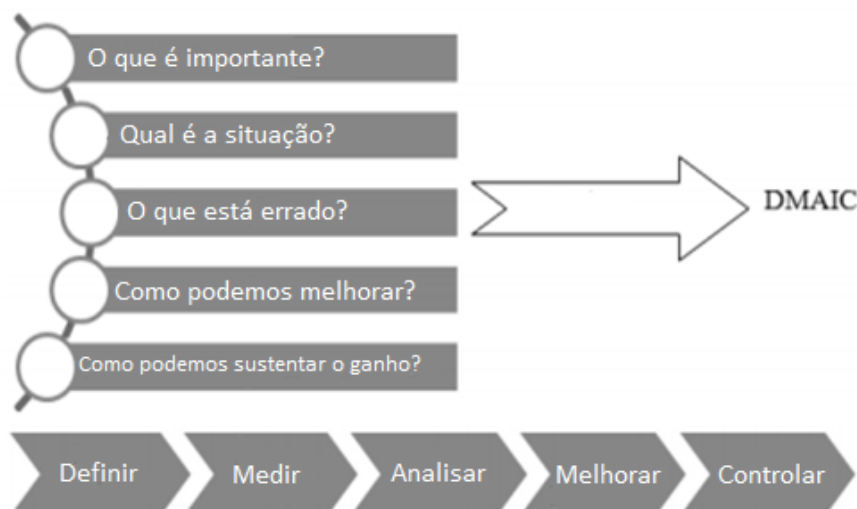 O que é importante?
Qual é a situação?
O que está errado?
DMAIC
Como podemos melhorar?
Como podemos sustentar o ganho?
Definir
Medir
Analisar
Melhorar
Controlar